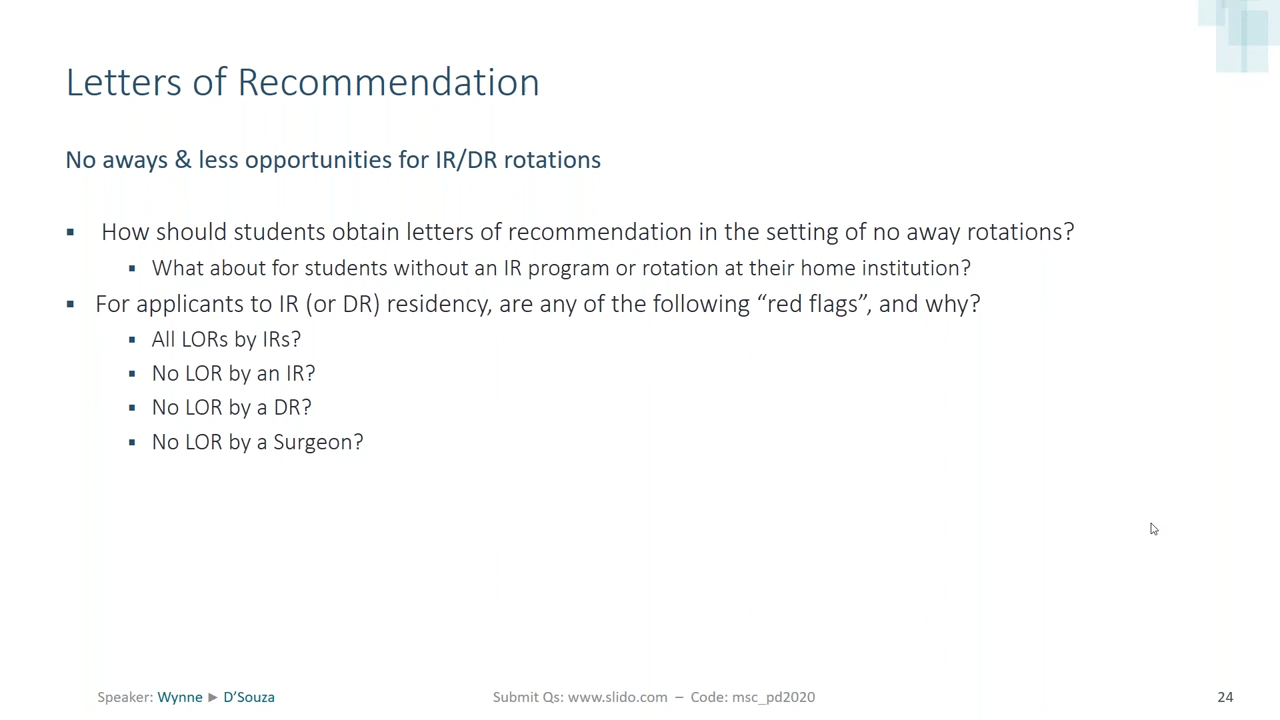 Letters of Recommendation
No aways & less opportunities for IR/DR rotations
▪ How should students obtain letters of recommendation in the setting of no away rotations?
▪ What about for students without an IR program or rotation at their home institution?
▪ For applicants to IR (or DR) residency, are any of the following “red flags”, and why?
▪ All LORs by IRs?
▪ No LOR by an IR?
▪ No LOR by a DR?
▪ No LOR by a Surgeon?
Speaker: Wynne ► D’Souza
Submit Qs: www.slido.com – Code: msc_pd2020
24